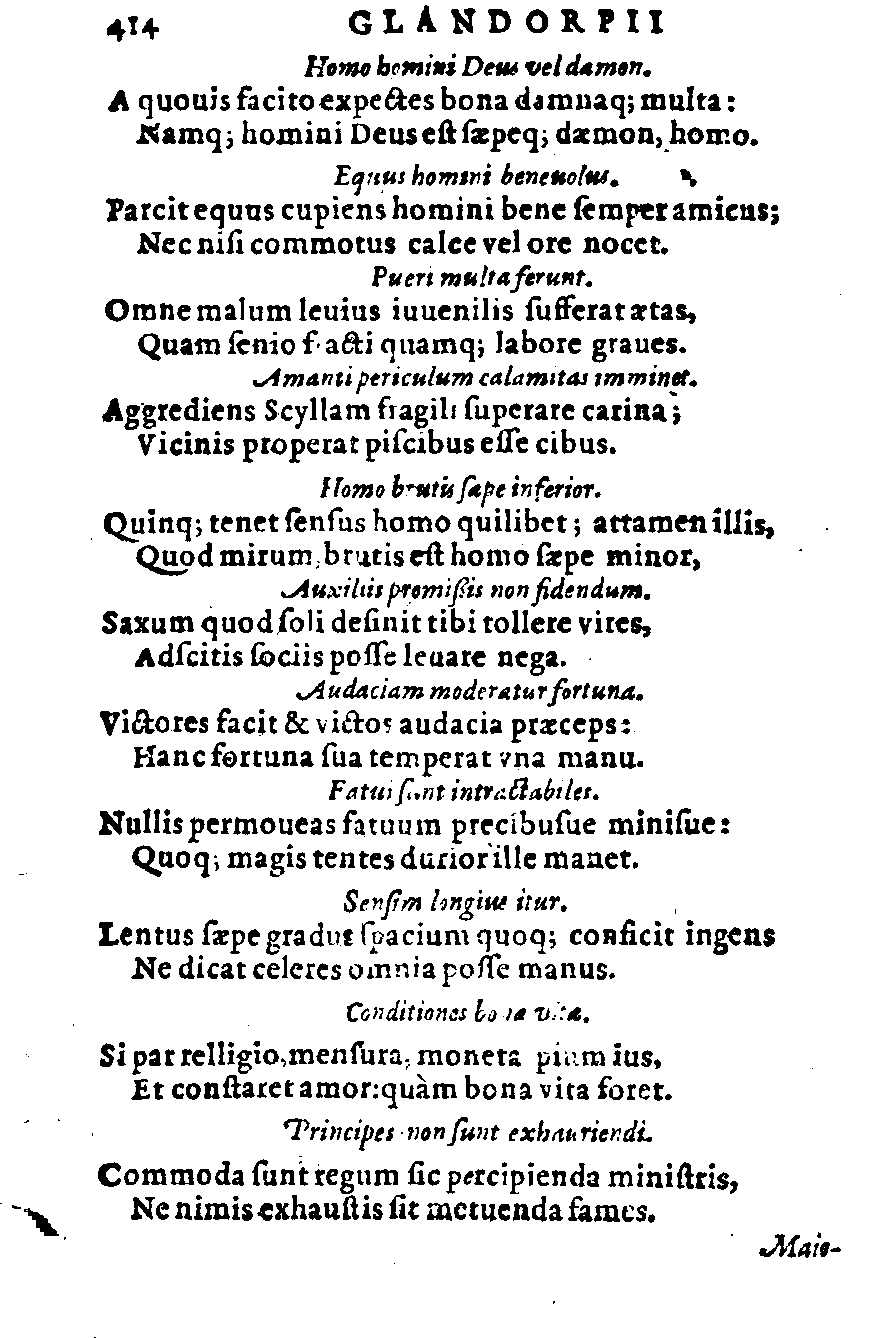 414 GLANDORPII
Homo homini Deus vel dæmon.
A quouis facito expectes bona damnaq; multa:
Namq; homini Deus est sæpeq; dæmon, homo.
Equus homini beneuolus.
Parcit equus cupiens homini bene semper amicus;
Nec nisi commotus calce vel ore nocet.
Pueri multa ferunt.
Omne malum leuius iuuenilis sufferat ætas,
Quam senio fracti quamq; labore graues.
Amanti periculum calamitas imminet.
Aggrediens Scyllam fragili superare carina;
Vicinis properat piscibus esse cibus.
Homo brutis sæpe inferior.
Quinq; tenet sensus homo quilibet; attamen illis,
Quod mirum, brutis est homo sæpe minor,
Auxiliis promissis non fidendum.
Saxum quod soli desinit tibi tollere vires,
Adscitis sociis posse leuare nega.
Audaciam moderatur fortuna.
Victores facit & victos audacia præceps:
Hanc fortuna sua temperat vna manu.
Fatui sunt intractabiles.
Nullis permoueas fatuum precibusue minisue:
Quoq; magis tentes durior ille manet.
Sensim longius itur.
Lentus sæpe gradus spacium quoq; conficit ingens
Ne dicat celeres omnia posse manus.
Conditiones bonæ vitæ.
Si par relligio, mensura, moneta pium ius,
Et constaret amor: quàm bona vita foret.
Principes non sunt exhauriendi.
Commoda sunt regum sic percipienda ministris,
Ne nimis exhaustis sit metuenda fames.
Maie-